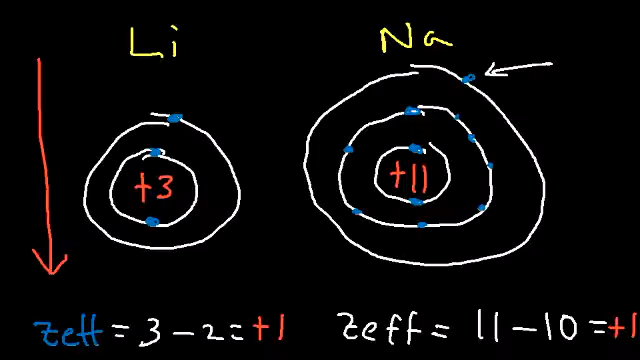 Li Na
+3 +11
Zeff = 3 - 2 = +1 Zeff = 11 - 10 = +1